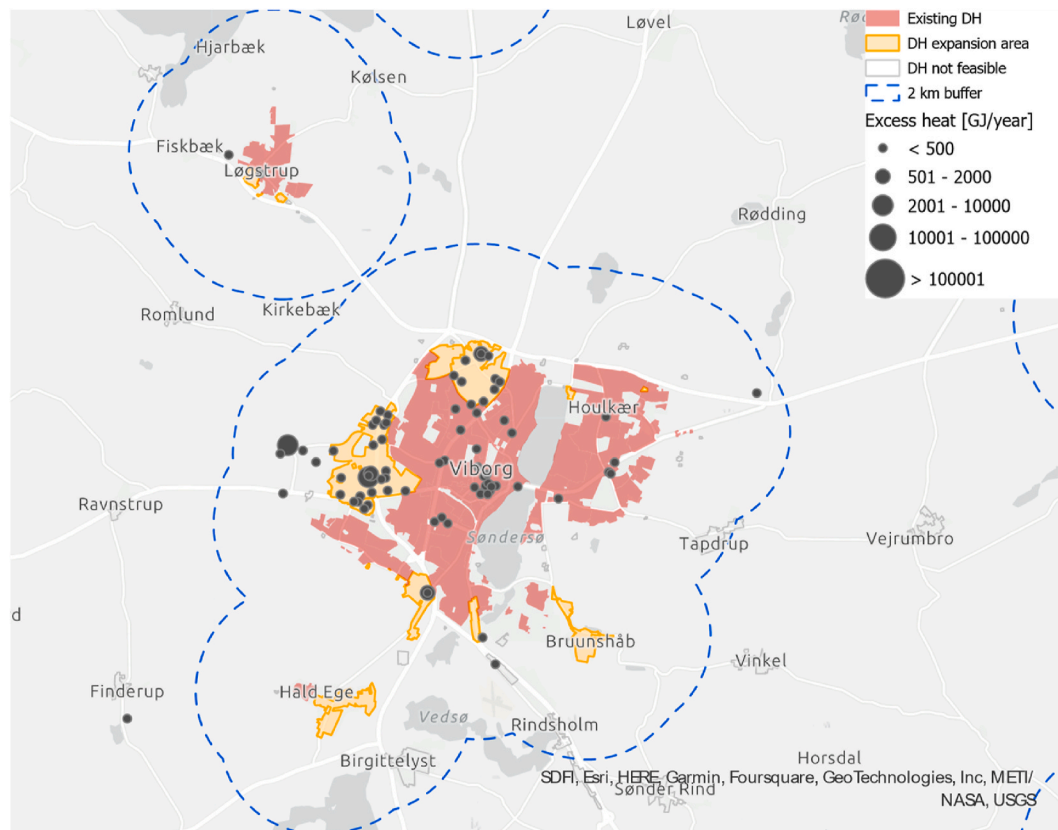 Existing DH
DH expansion area
DH not feasible
2 km buffer
Excess heat [GJ/year]
< 500
501 - 2000
2001 - 10000
10001 - 100000
> 100001
Løvel
Hjarbæk
Kølsen
Fiskbæk
Løgstrup
Rødding
Kirkebæk
Romlund
Houlkær
Viborg
Ravnstrup
Søndersø
Tapdrup
Vejrumbro
d
Bruunshåb
Vinkel
Finderup
Hald Ege
Vedsø
Rindsholm
Birgittelyst
Horsdal
SDFI, Esri, HERE, Garmin, Foursquare, GeoTechnologies, Inc, METI/
Sønder Rind
NASA, USGS